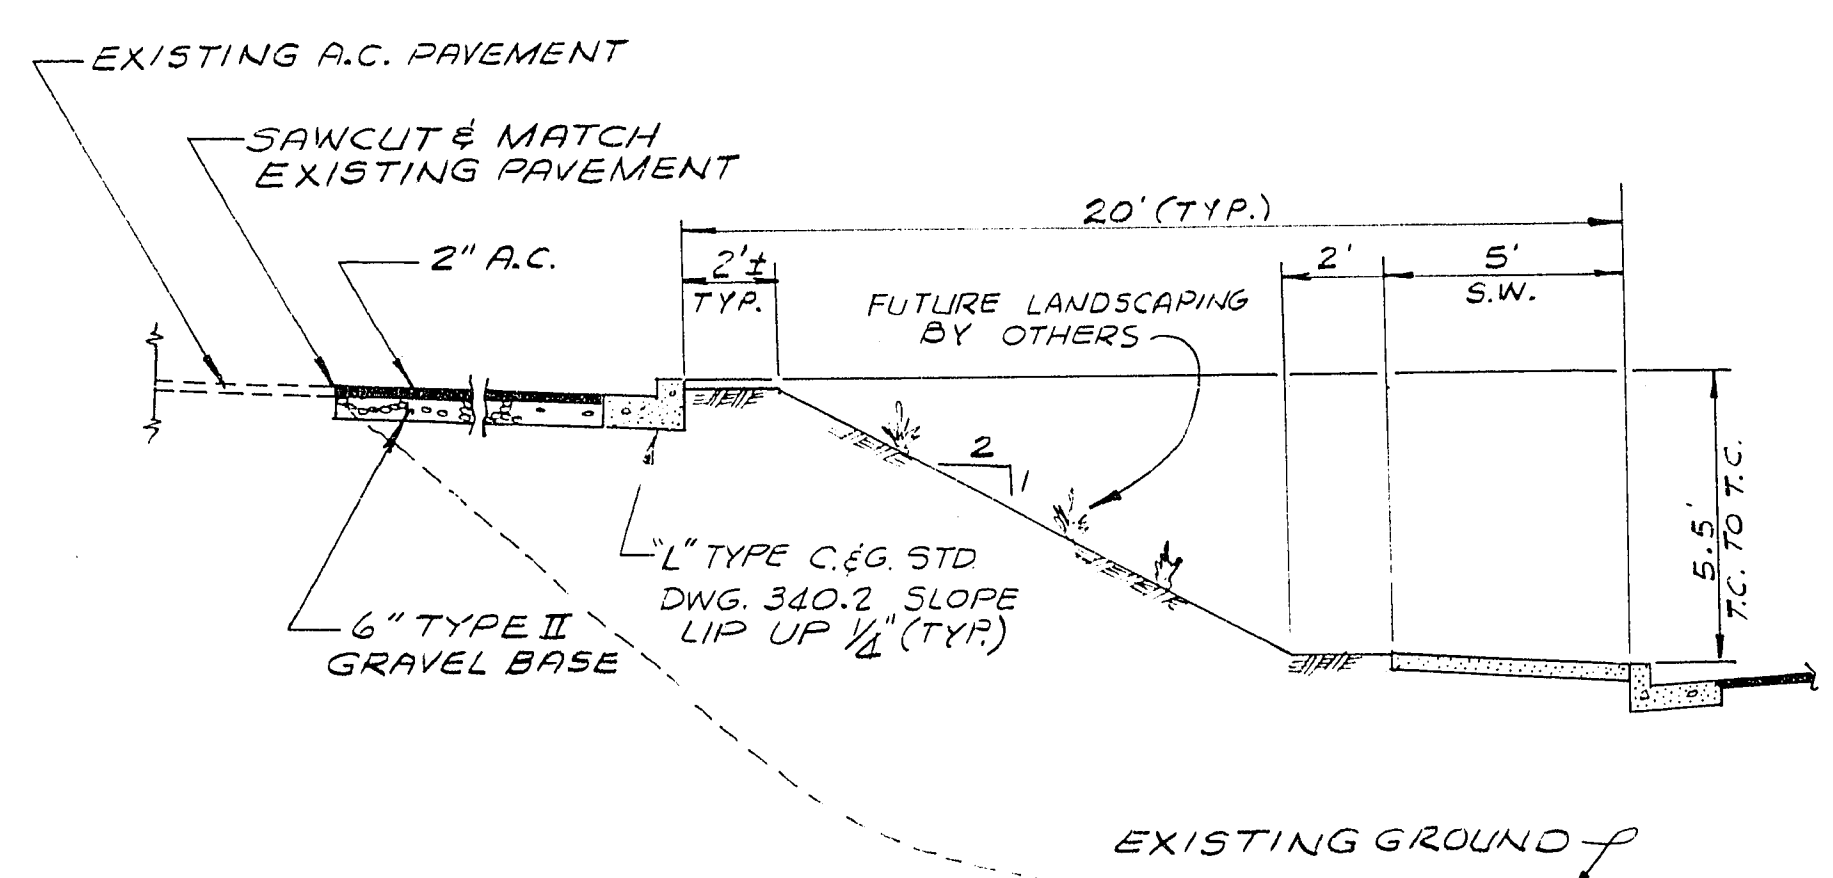 EXISTING A.C. PAVEMENT
SAWCUT & MATCH
EXISTING PAVEMENT
2" A.C.
20' (TYP.)
2'±
TYP.
2'
5'
S.W.
FUTURE LANDSCAPING
BY OTHERS
2
1
5.5'
T.C. TO T.C.
"L" TYPE C.&G. STD.
DWG. 340.2 SLOPE
LIP UP 1/4" (TYP.)
6" TYPE II
GRAVEL BASE
EXISTING GROUND